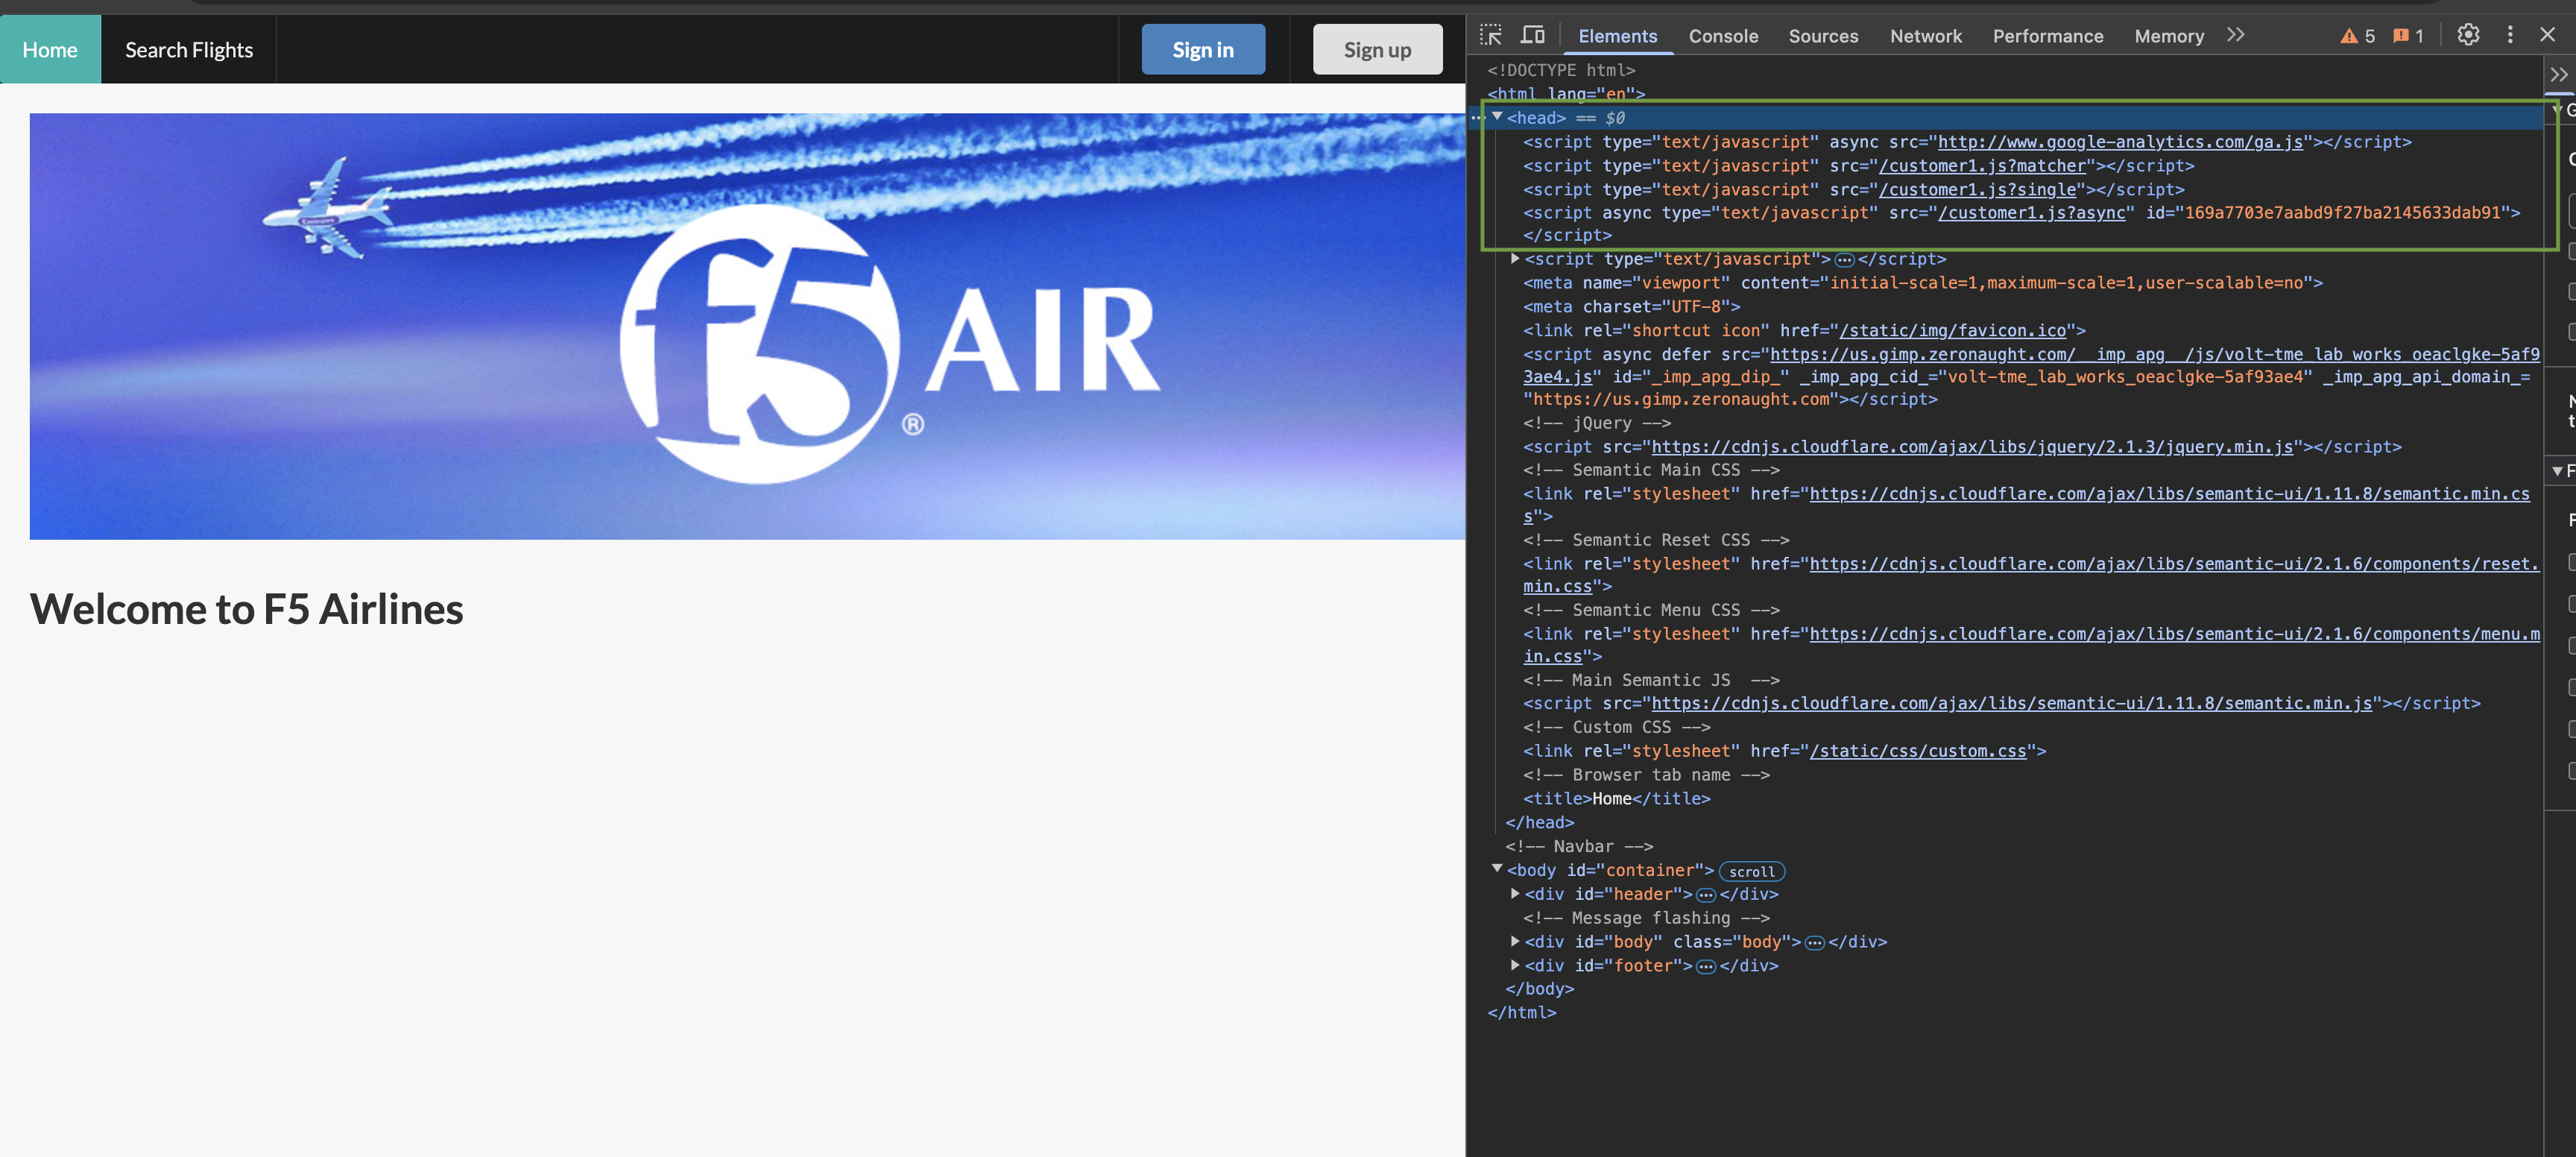 Home
Search Flights
Sign in
Sign up
f5 AIR
®
Welcome to F5 Airlines
Elements
Console
Sources
Network
Performance
Memory
5
1
<!DOCTYPE html>
<html lang="en">
<head> == $0
<script type="text/javascript" async src="http://www.google-analytics.com/ga.js"></script>
<script type="text/javascript" src="/customer1.js?matcher"></script>
<script type="text/javascript" src="/customer1.js?single"></script>
<script async type="text/javascript" src="/customer1.js?async" id="169a7703e7aabd9f27ba2145633dab91">
</script>
<script type="text/javascript"></script>
<meta name="viewport" content="initial-scale=1,maximum-scale=1,user-scalable=no">
<meta charset="UTF-8">
<link rel="shortcut icon" href="/static/img/favicon.ico">
<script async defer src="https://us.gimp.zeronaught.com/__imp_apg__/js/volt-tme_lab_works_oeaclgke-5af9
3ae4.js" id="_imp_apg_dip_" _imp_apg_cid_="volt-tme_lab_works_oeaclgke-5af93ae4" _imp_apg_api_domain_=
"https://us.gimp.zeronaught.com"></script>
<!-- jQuery -->
<script src="https://cdnjs.cloudflare.com/ajax/libs/jquery/2.1.3/jquery.min.js"></script>
<!-- Semantic Main CSS -->
<link rel="stylesheet" href="https://cdnjs.cloudflare.com/ajax/libs/semantic-ui/1.11.8/semantic.min.cs
s">
<!-- Semantic Reset CSS -->
<link rel="stylesheet" href="https://cdnjs.cloudflare.com/ajax/libs/semantic-ui/2.1.6/components/reset.
min.css">
<!-- Semantic Menu CSS -->
<link rel="stylesheet" href="https://cdnjs.cloudflare.com/ajax/libs/semantic-ui/2.1.6/components/menu.m
in.css">
<!-- Main Semantic JS -->
<script src="https://cdnjs.cloudflare.com/ajax/libs/semantic-ui/1.11.8/semantic.min.js"></script>
<!-- Custom CSS -->
<link rel="stylesheet" href="/static/css/custom.css">
<!-- Browser tab name -->
<title>Home</title>
</head>
<!-- Navbar -->
<body id="container"> scroll
<div id="header"></div>
<!-- Message flashing -->
<div id="body" class="body"></div>
<div id="footer"></div>
</body>
</html>